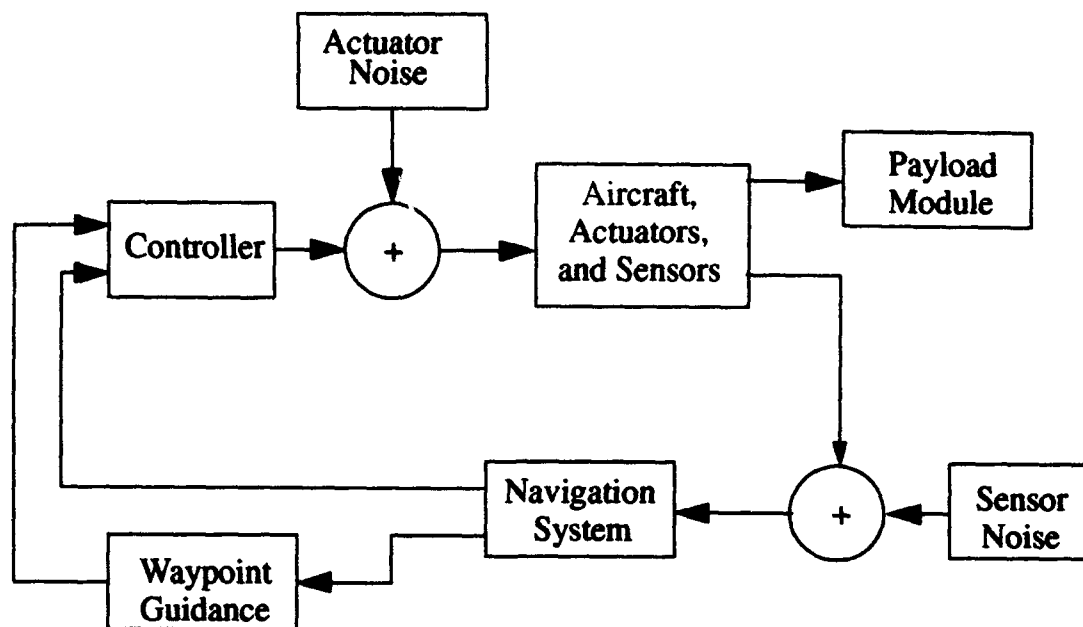 Actuator
Noise
Payload
Module
Aircraft,
Actuators,
and Sensors
Controller
+
+
Navigation
System
Sensor
Noise
Waypoint
Guidance